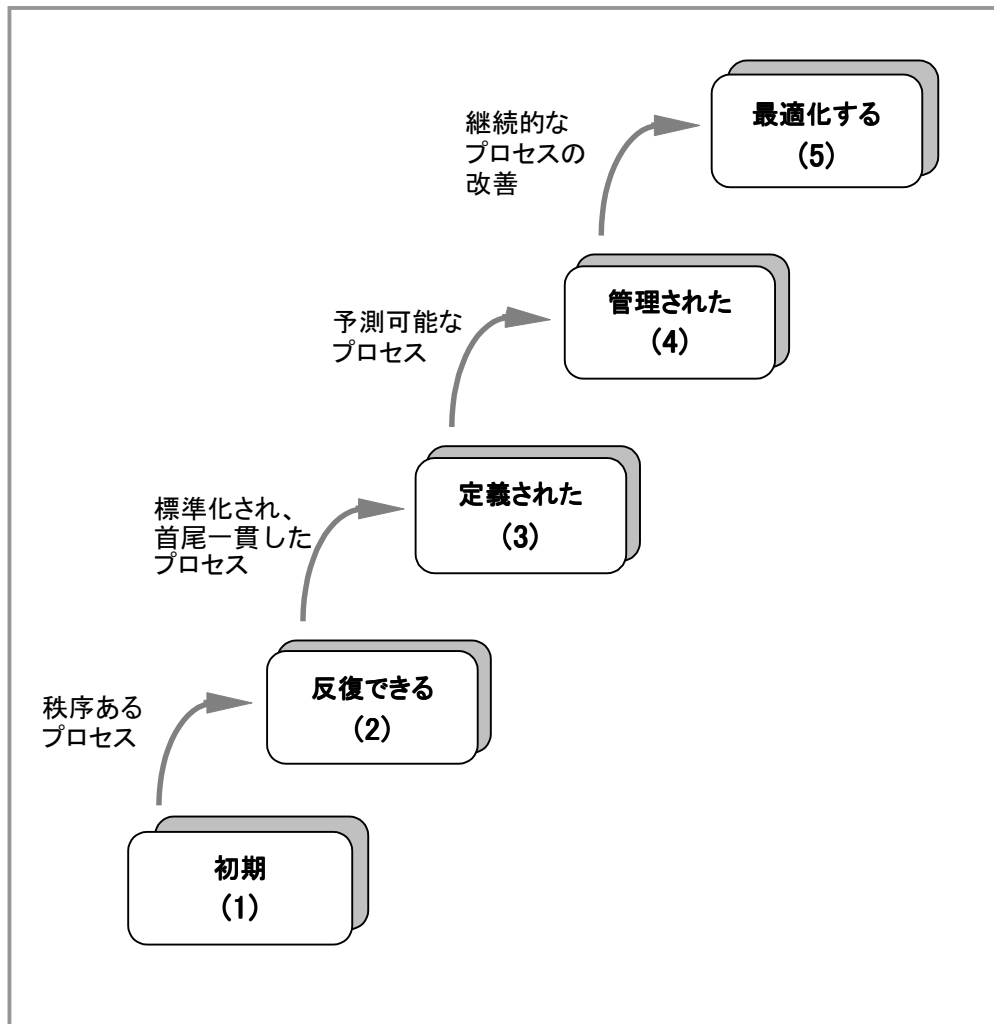 継続的な
プロセスの
改善
最適化する
(5)
予測可能な
プロセス
管理された
(4)
標準化され、
首尾一貫した
プロセス
定義された
(3)
秩序ある
プロセス
反復できる
(2)
初期
(1)